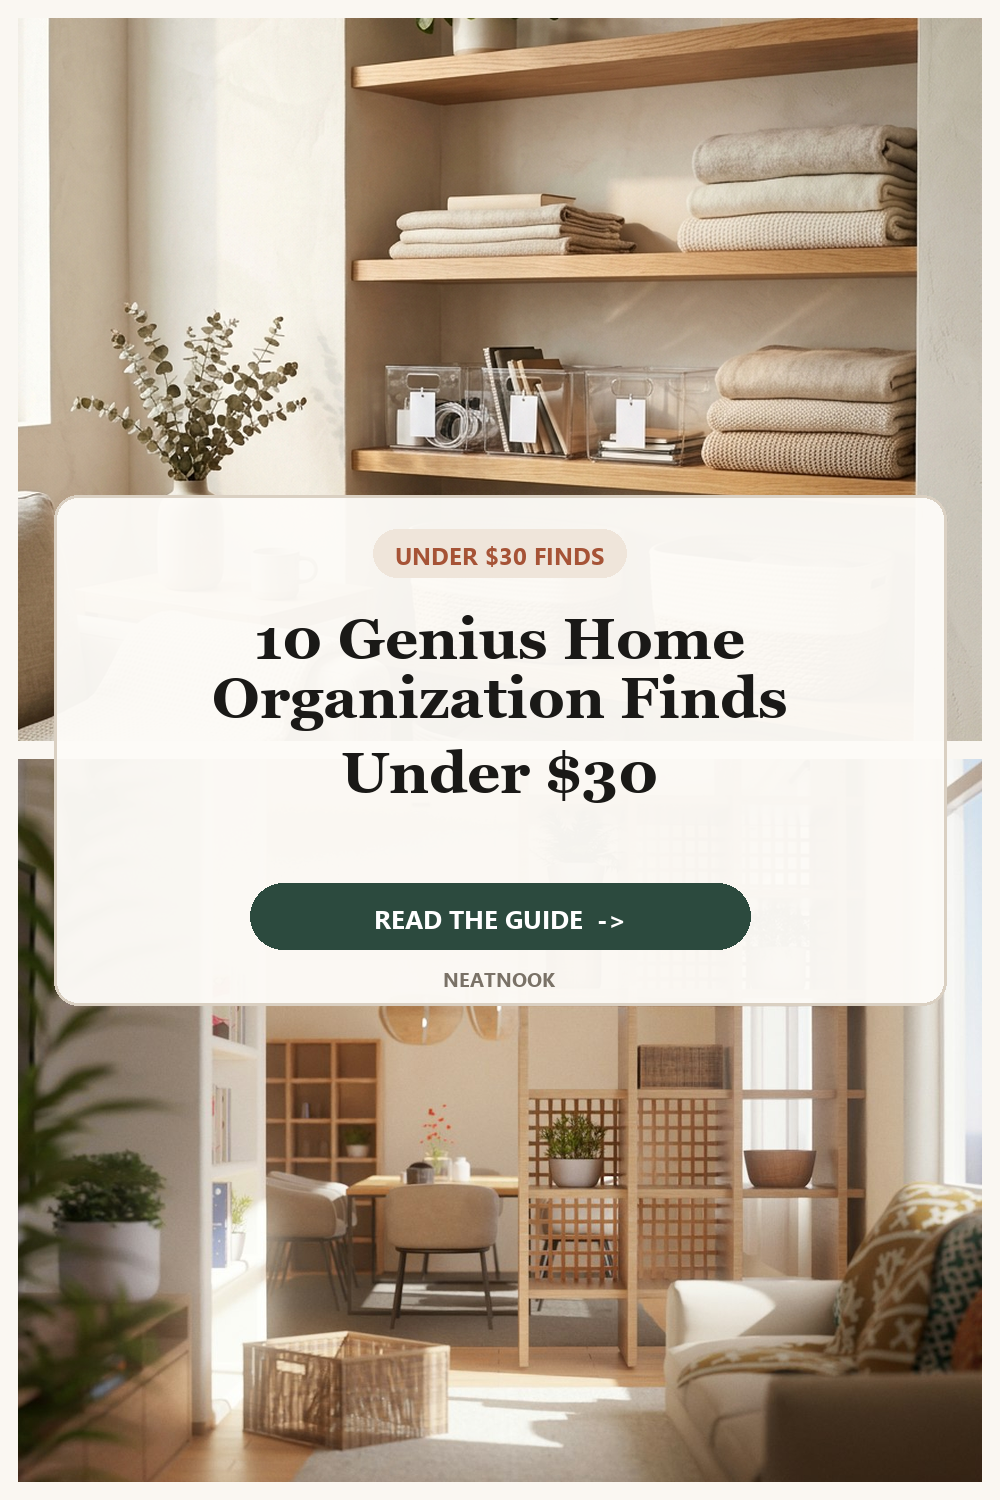 UNDER $30 FINDS
10 Genius Home
Organization Finds
Under $30
READ THE GUIDE ->
NEATNOOK